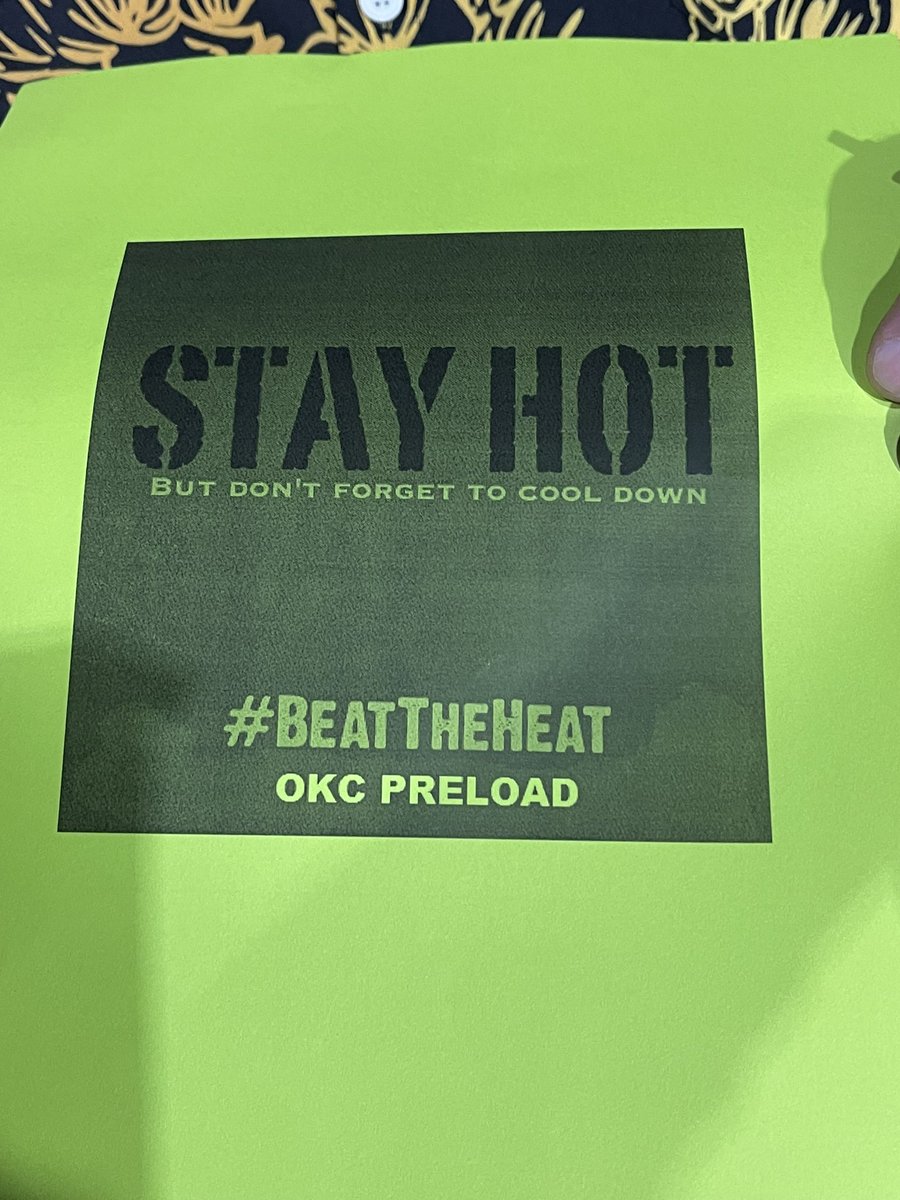 STAY HOT
BUT DON'T FORGET TO COOL DOWN
#BEATTHEHEAT
OKC PRELOAD